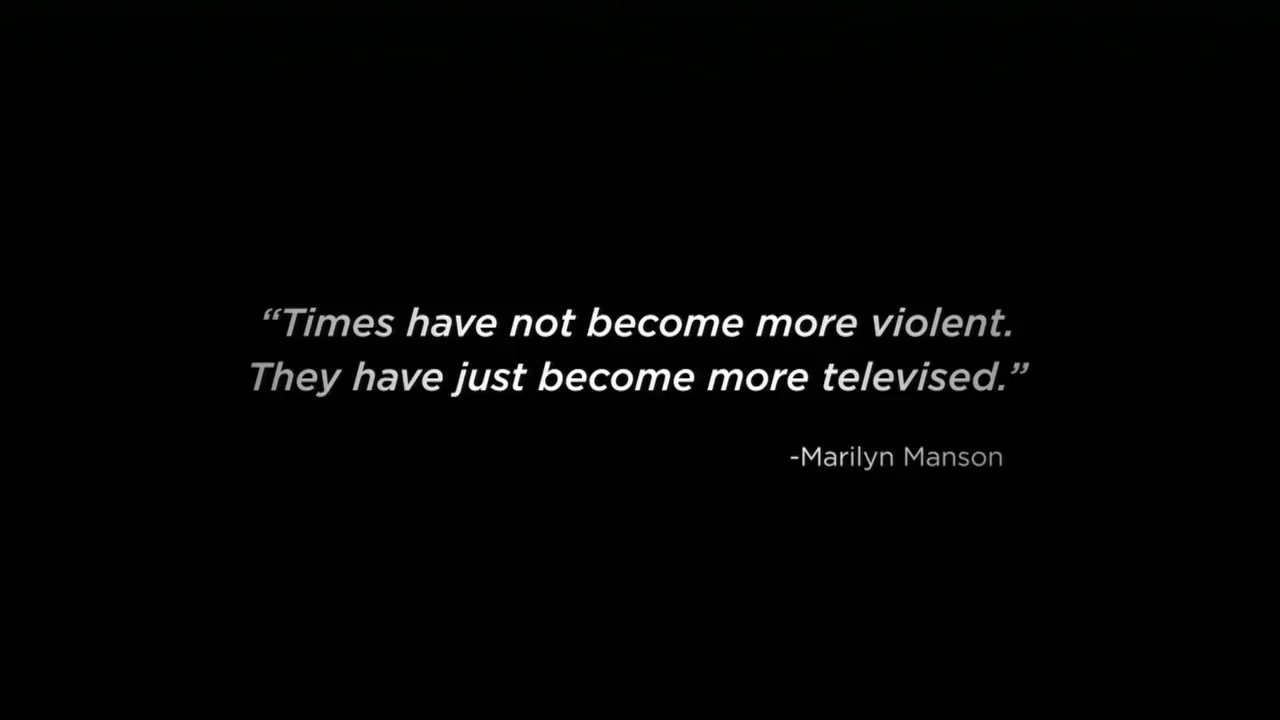 “Times have not become more violent.
They have just become more televised.”
-Marilyn Manson